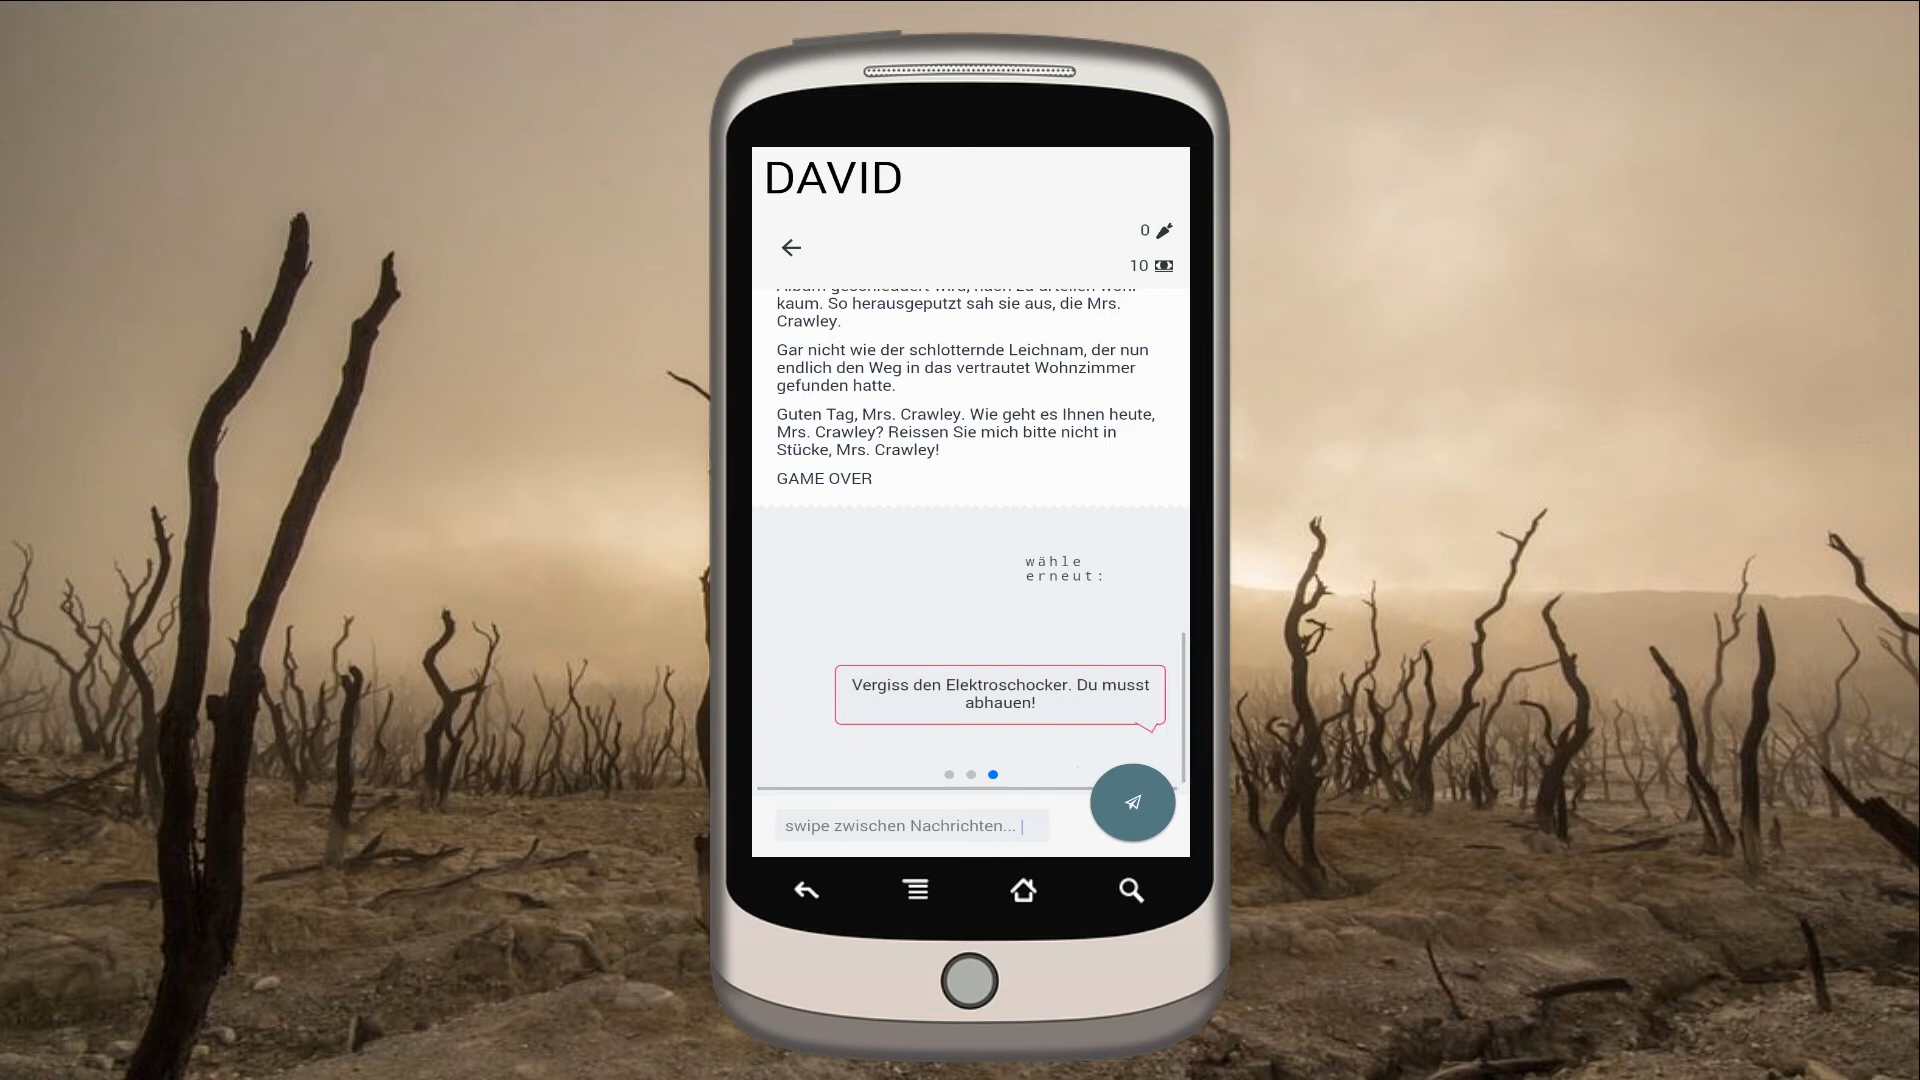 DAVID
0
10
kaum. So herausgeputzt sah sie aus, die Mrs.
Crawley.
Gar nicht wie der schlotternde Leichnam, der nun
endlich den Weg in das vertrautet Wohnzimmer
gefunden hatte.
Guten Tag, Mrs. Crawley. Wie geht es Ihnen heute,
Mrs. Crawley? Reissen Sie mich bitte nicht in
Stücke, Mrs. Crawley!
GAME OVER
wähle
erneut:
Vergiss den Elektroschocker. Du musst
abhauen!
swipe zwischen Nachrichten...